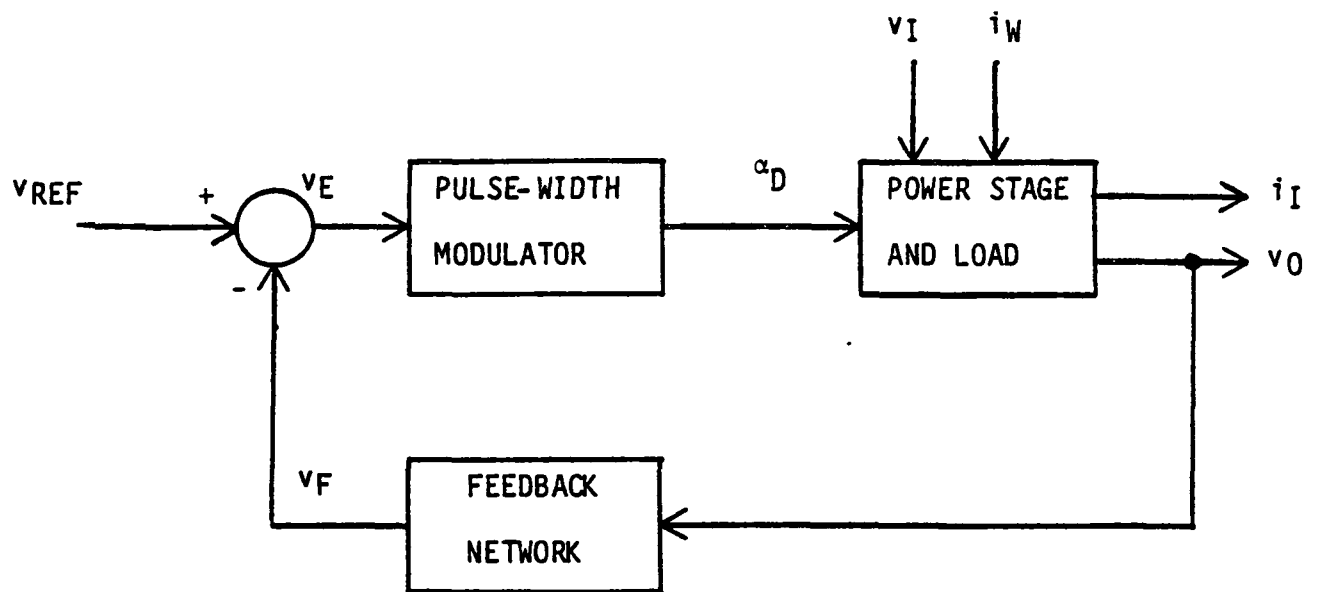 vI iW
vREF + vE PULSE-WIDTH MODULATOR αD POWER STAGE AND LOAD iI
vO
-
vF FEEDBACK NETWORK